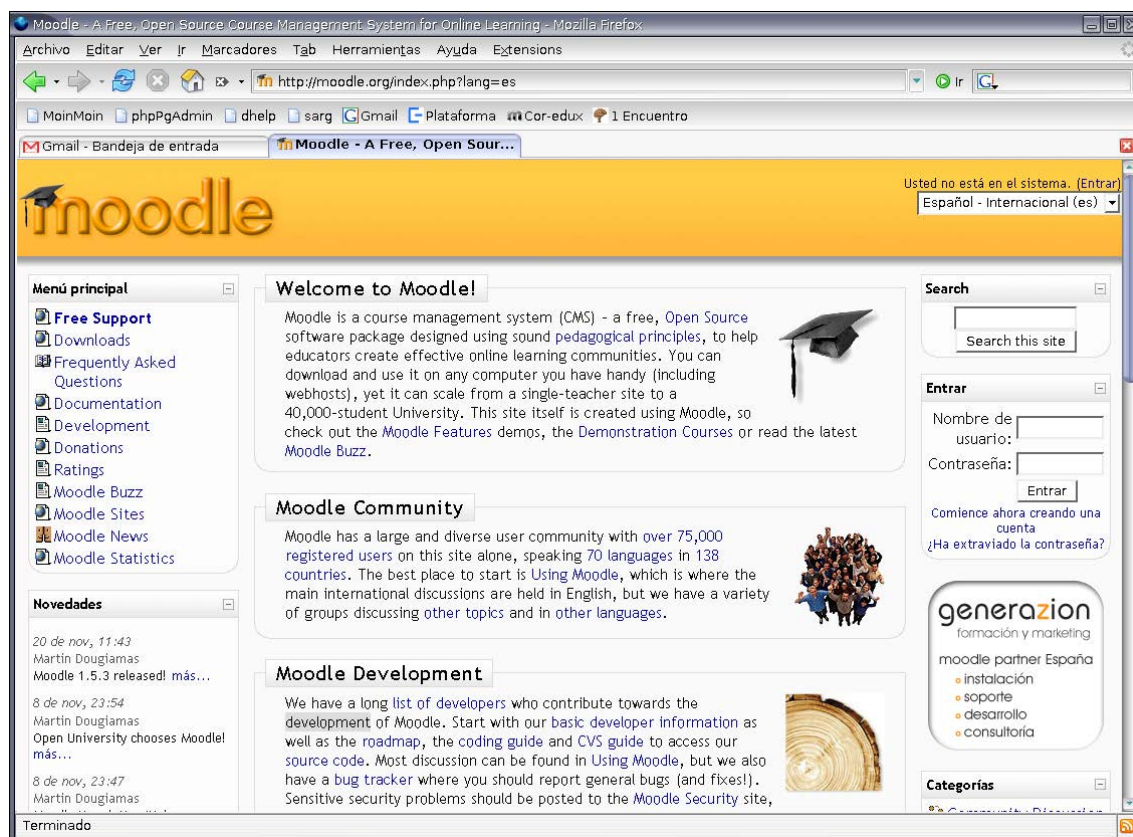 Moodle - A Free, Open Source Course Management System for Online Learning - Mozilla Firefox
Archivo Editar Ver Ir Marcadores Tab Herramientas Ayuda Extensions
http://moodle.org/index.php?lang=es
Ir
MoinMoin phpPgAdmin dhelp sarg Gmail Plataforma Cor-edux 1 Encuentro
Gmail - Bandeja de entrada
Moodle - A Free, Open Sour...
moodle
Usted no está en el sistema. (Entrar)
Español - Internacional (es)
Menú principal
Free Support
Downloads
Frequently Asked
Questions
Documentation
Development
Donations
Ratings
Moodle Buzz
Moodle Sites
Moodle News
Moodle Statistics
Novedades
20 de nov, 11:43
Martin Dougiamas
Moodle 1.5.3 released! más...
8 de nov, 23:54
Martin Dougiamas
Open University chooses Moodle!
más...
8 de nov, 23:47
Martin Dougiamas
Welcome to Moodle!
Moodle is a course management system (CMS) - a free, Open Source
software package designed using sound pedagogical principles, to help
educators create effective online learning communities. You can
download and use it on any computer you have handy (including
webhosts), yet it can scale from a single-teacher site to a
40,000-student University. This site itself is created using Moodle, so
check out the Moodle Features demos, the Demonstration Courses or read the latest
Moodle Buzz.
Moodle Community
Moodle has a large and diverse user community with over 75,000
registered users on this site alone, speaking 70 languages in 138
countries. The best place to start is Using Moodle, which is where the
main international discussions are held in English, but we have a variety
of groups discussing other topics and in other languages.
Moodle Development
We have a long list of developers who contribute towards the
development of Moodle. Start with our basic developer information as
well as the roadmap, the coding guide and CVS guide to access our
source code. Most discussion can be found in Using Moodle, but we also
have a bug tracker where you should report general bugs (and fixes!).
Sensitive security problems should be posted to the Moodle Security site,
Search
Search this site
Entrar
Nombre de
usuario:
Contraseña:
Entrar
Comience ahora creando una
cuenta
¿Ha extraviado la contraseña?
generazion
formación y marketing
moodle partner España
instalación
soporte
desarrollo
consultoría
Categorías
Community Discussion
Terminado